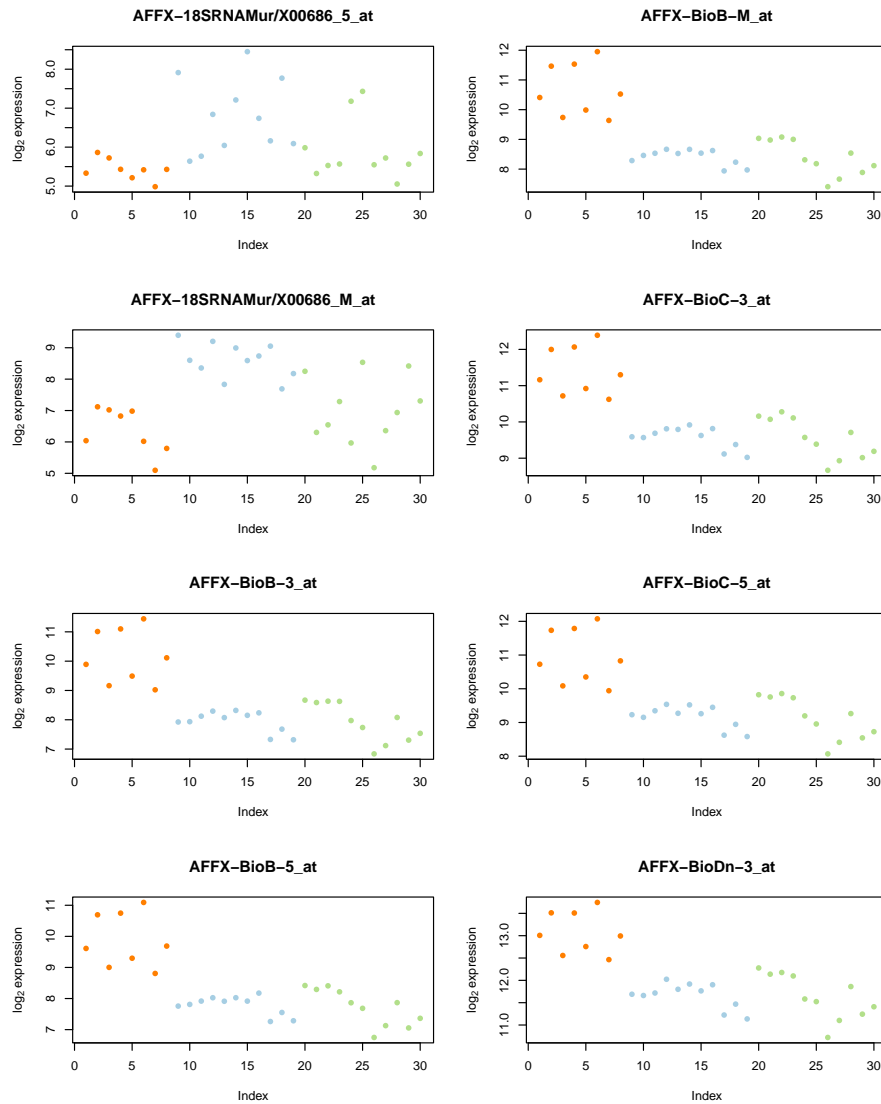 AFFX−18SRNAMur/X00686_5_at
log2 expression
5.0 6.0 7.0 8.0
0 5 10 15 20 25 30
Index
AFFX−BioB−M_at
log2 expression
8 9 10 11 12
0 5 10 15 20 25 30
Index
AFFX−18SRNAMur/X00686_M_at
log2 expression
5 6 7 8 9
0 5 10 15 20 25 30
Index
AFFX−BioC−3_at
log2 expression
9 10 11 12
0 5 10 15 20 25 30
Index
AFFX−BioB−3_at
log2 expression
7 8 9 10 11
0 5 10 15 20 25 30
Index
AFFX−BioC−5_at
log2 expression
8 9 10 11 12
0 5 10 15 20 25 30
Index
AFFX−BioB−5_at
log2 expression
7 8 9 10 11
0 5 10 15 20 25 30
Index
AFFX−BioDn−3_at
log2 expression
11.0 12.0 13.0
0 5 10 15 20 25 30
Index